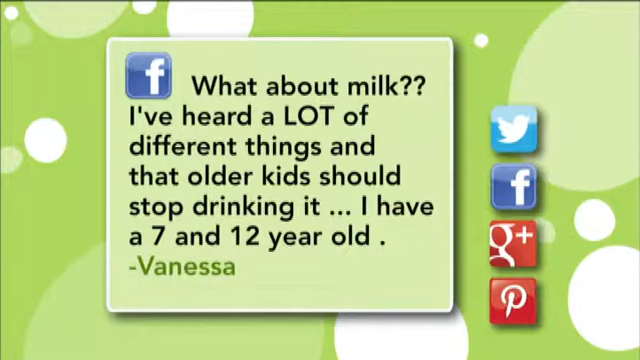 What about milk??
I've heard a LOT of
different things and
that older kids should
stop drinking it ... I have
a 7 and 12 year old .
-Vanessa